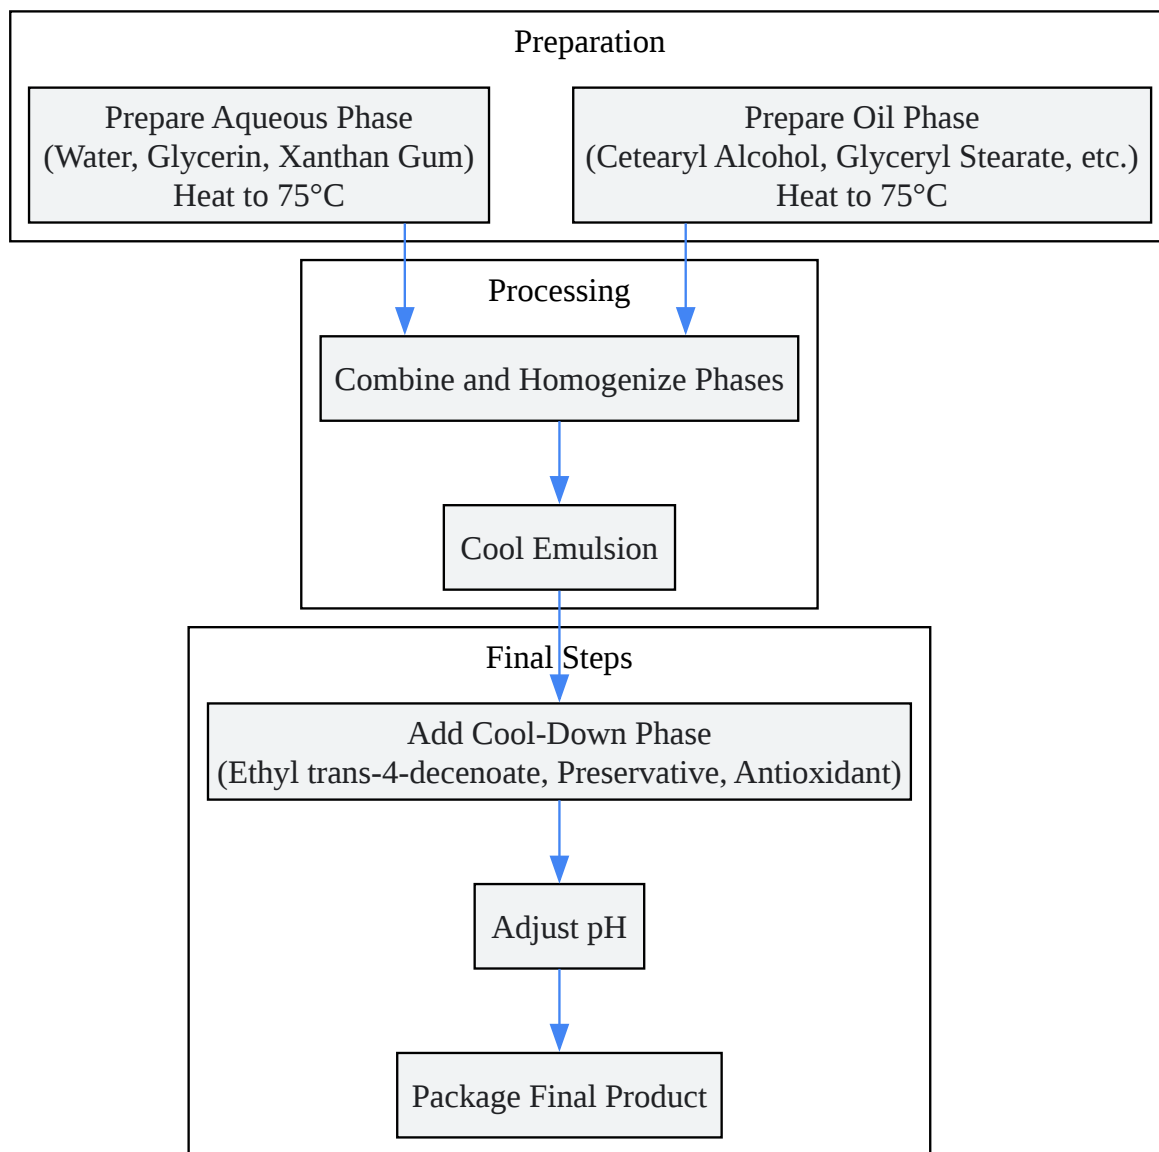 Preparation
Prepare Aqueous Phase
(Water, Glycerin, Xanthan Gum)
Heat to 75°C
Prepare Oil Phase
(Cetearyl Alcohol, Glyceryl Stearate, etc.)
Heat to 75°C
Processing
Combine and Homogenize Phases
Cool Emulsion
Final Steps
Add Cool-Down Phase
(Ethyl trans-4-decenoate, Preservative, Antioxidant)
Adjust pH
Package Final Product